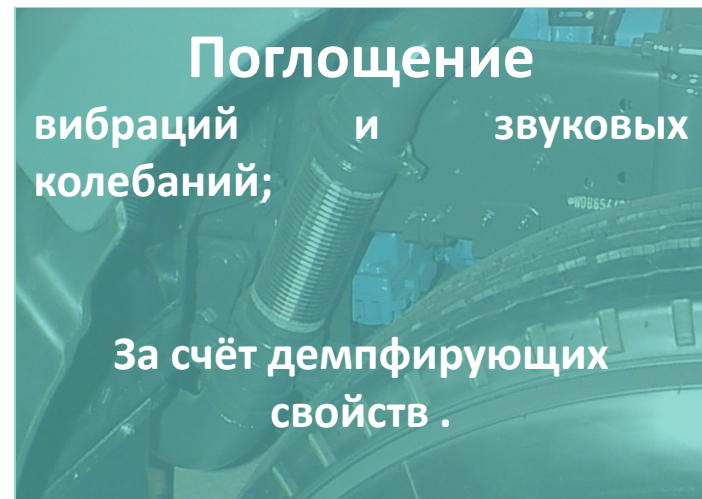 Поглощение
вибраций и звуковых
колебаний;
За счёт демпфирующих
свойств .